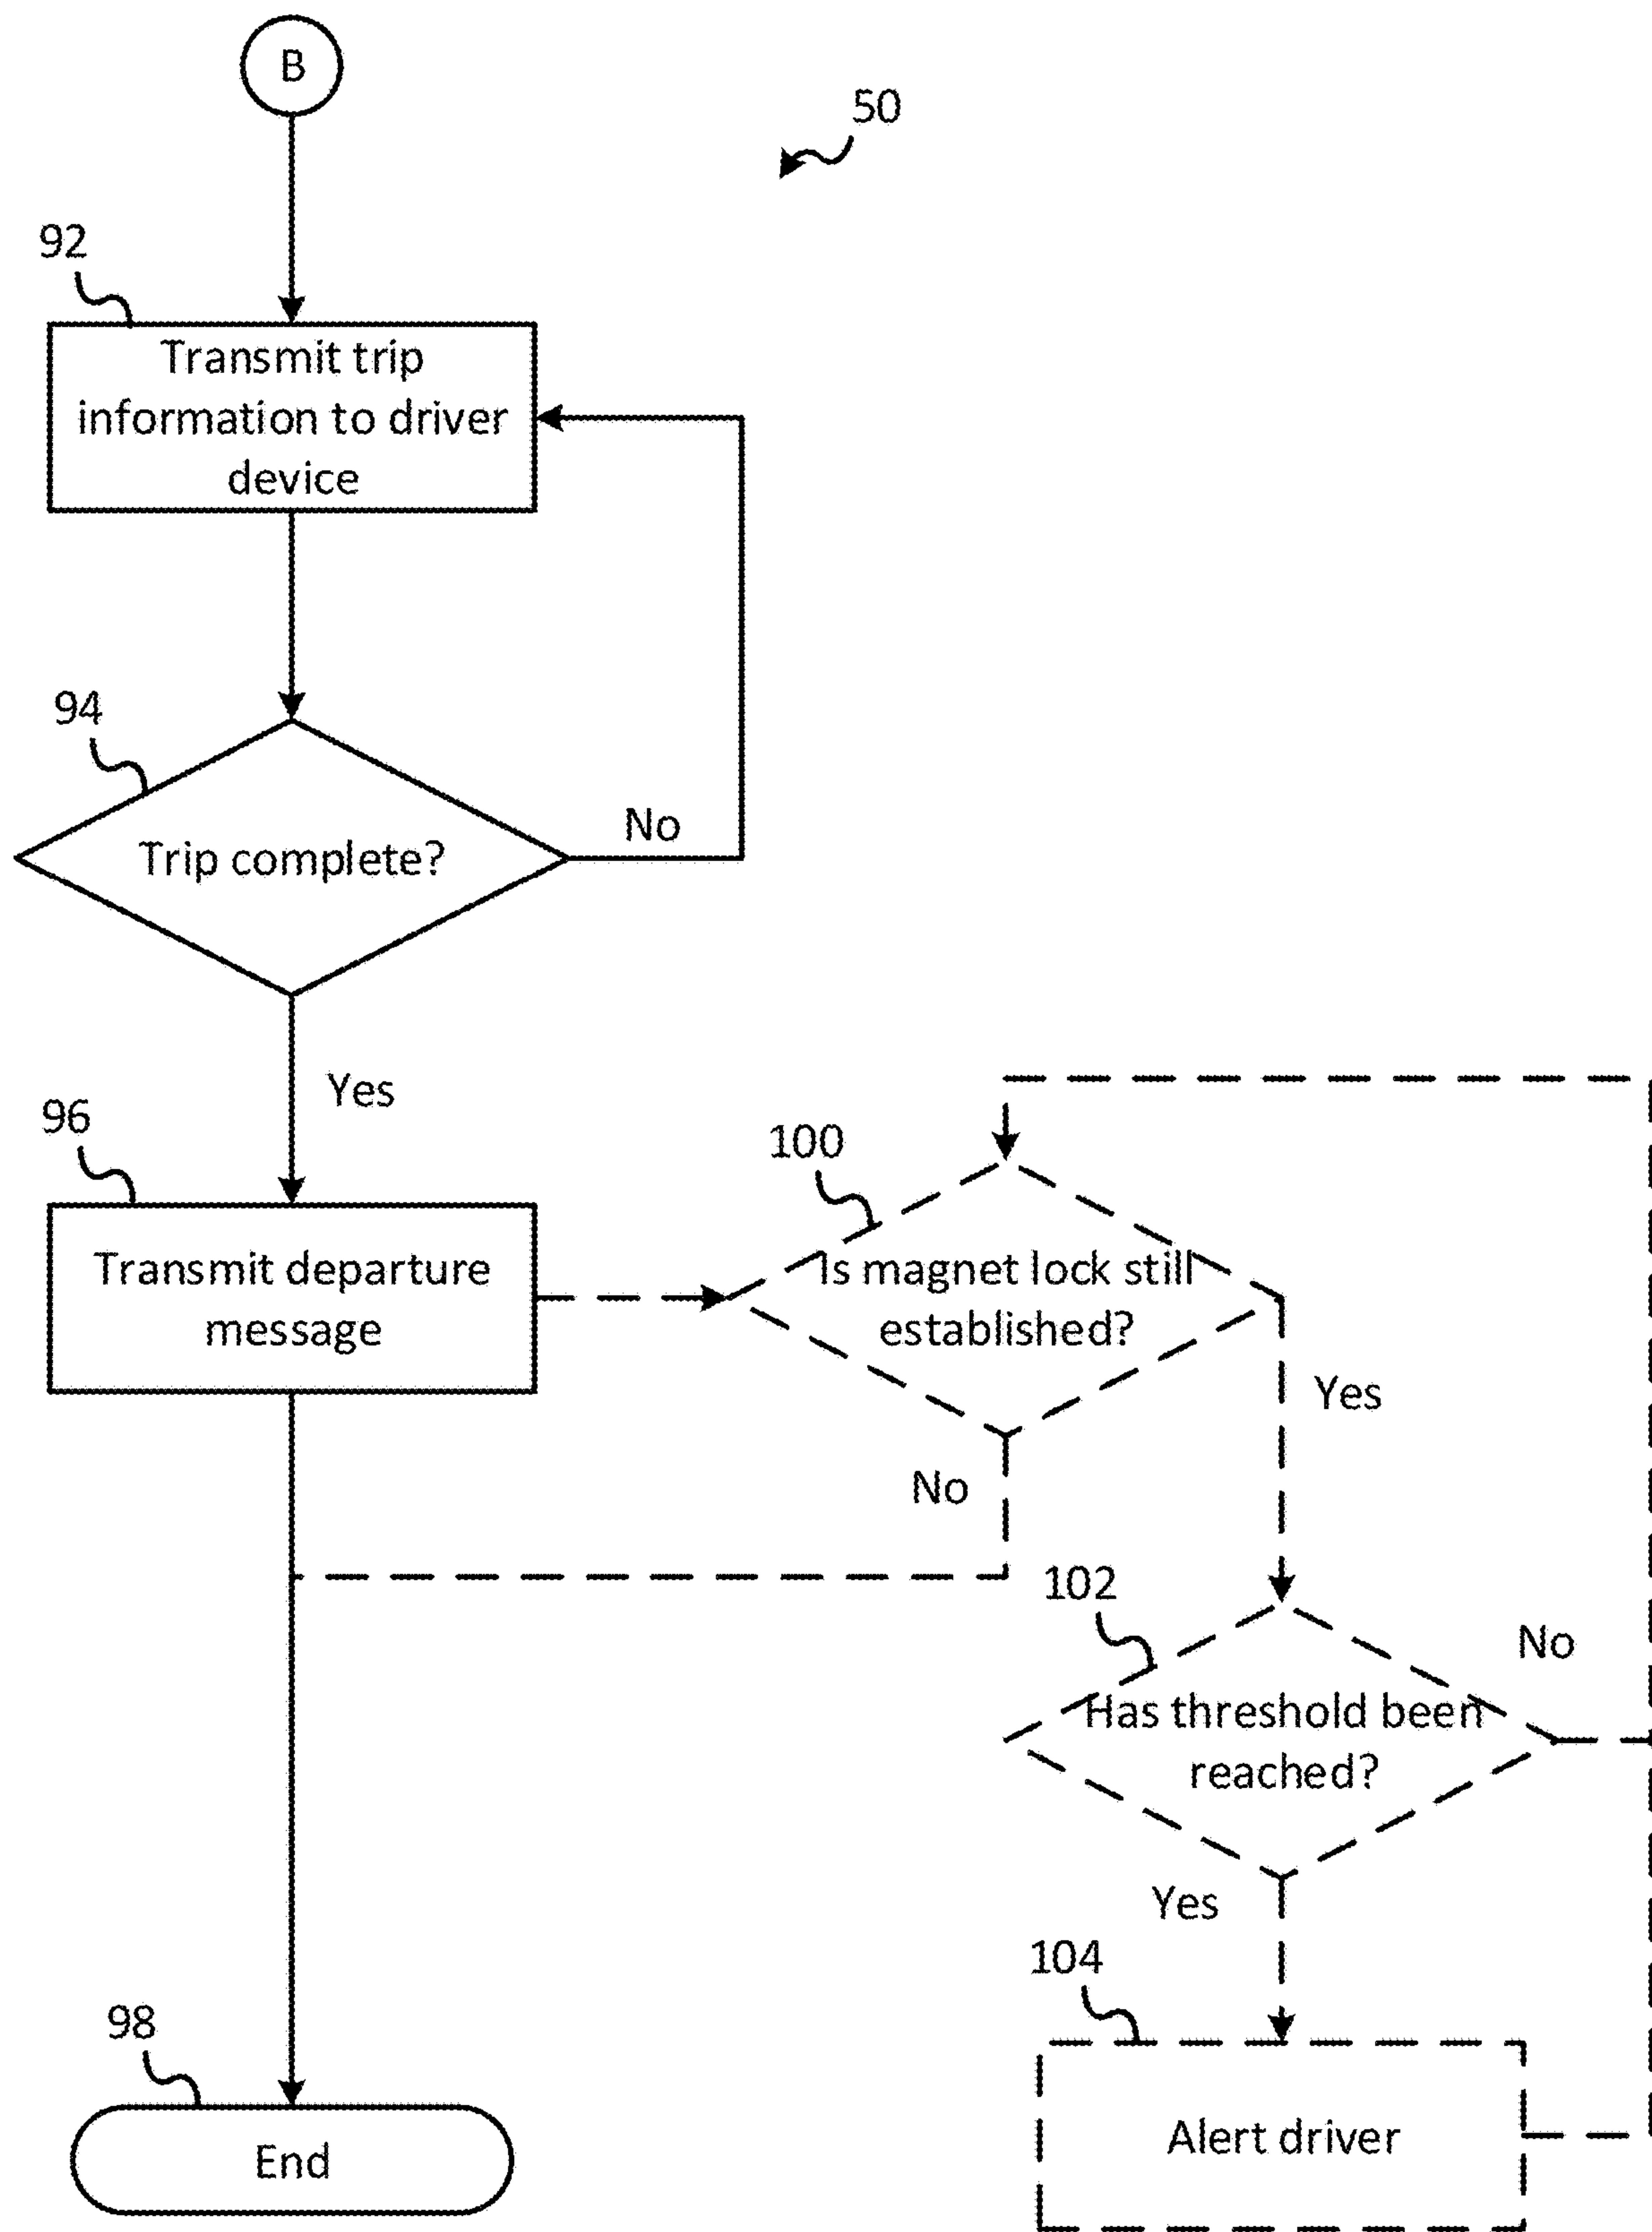 B
50
92
Transmit trip
information to driver
device
94
Trip complete?
No
Yes
96
Transmit departure
message
100
Is magnet lock still
established?
Yes
No
102
Has threshold been
reached?
No
Yes
104
Alert driver
98
End